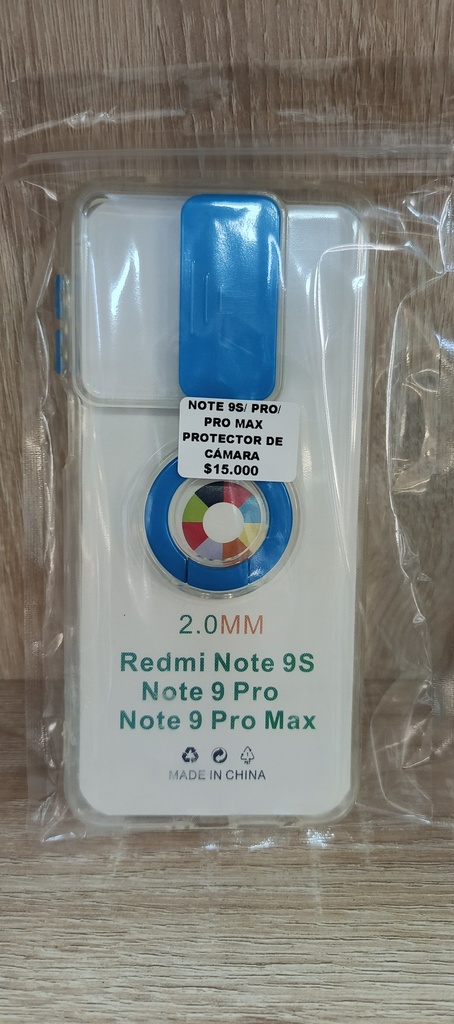 NOTE 9S/ PRO/
PRO MAX
PROTECTOR DE
CÁMARA
$15.000
2.0MM
Redmi Note 9S
Note 9 Pro
Note 9 Pro Max
MADE IN CHINA